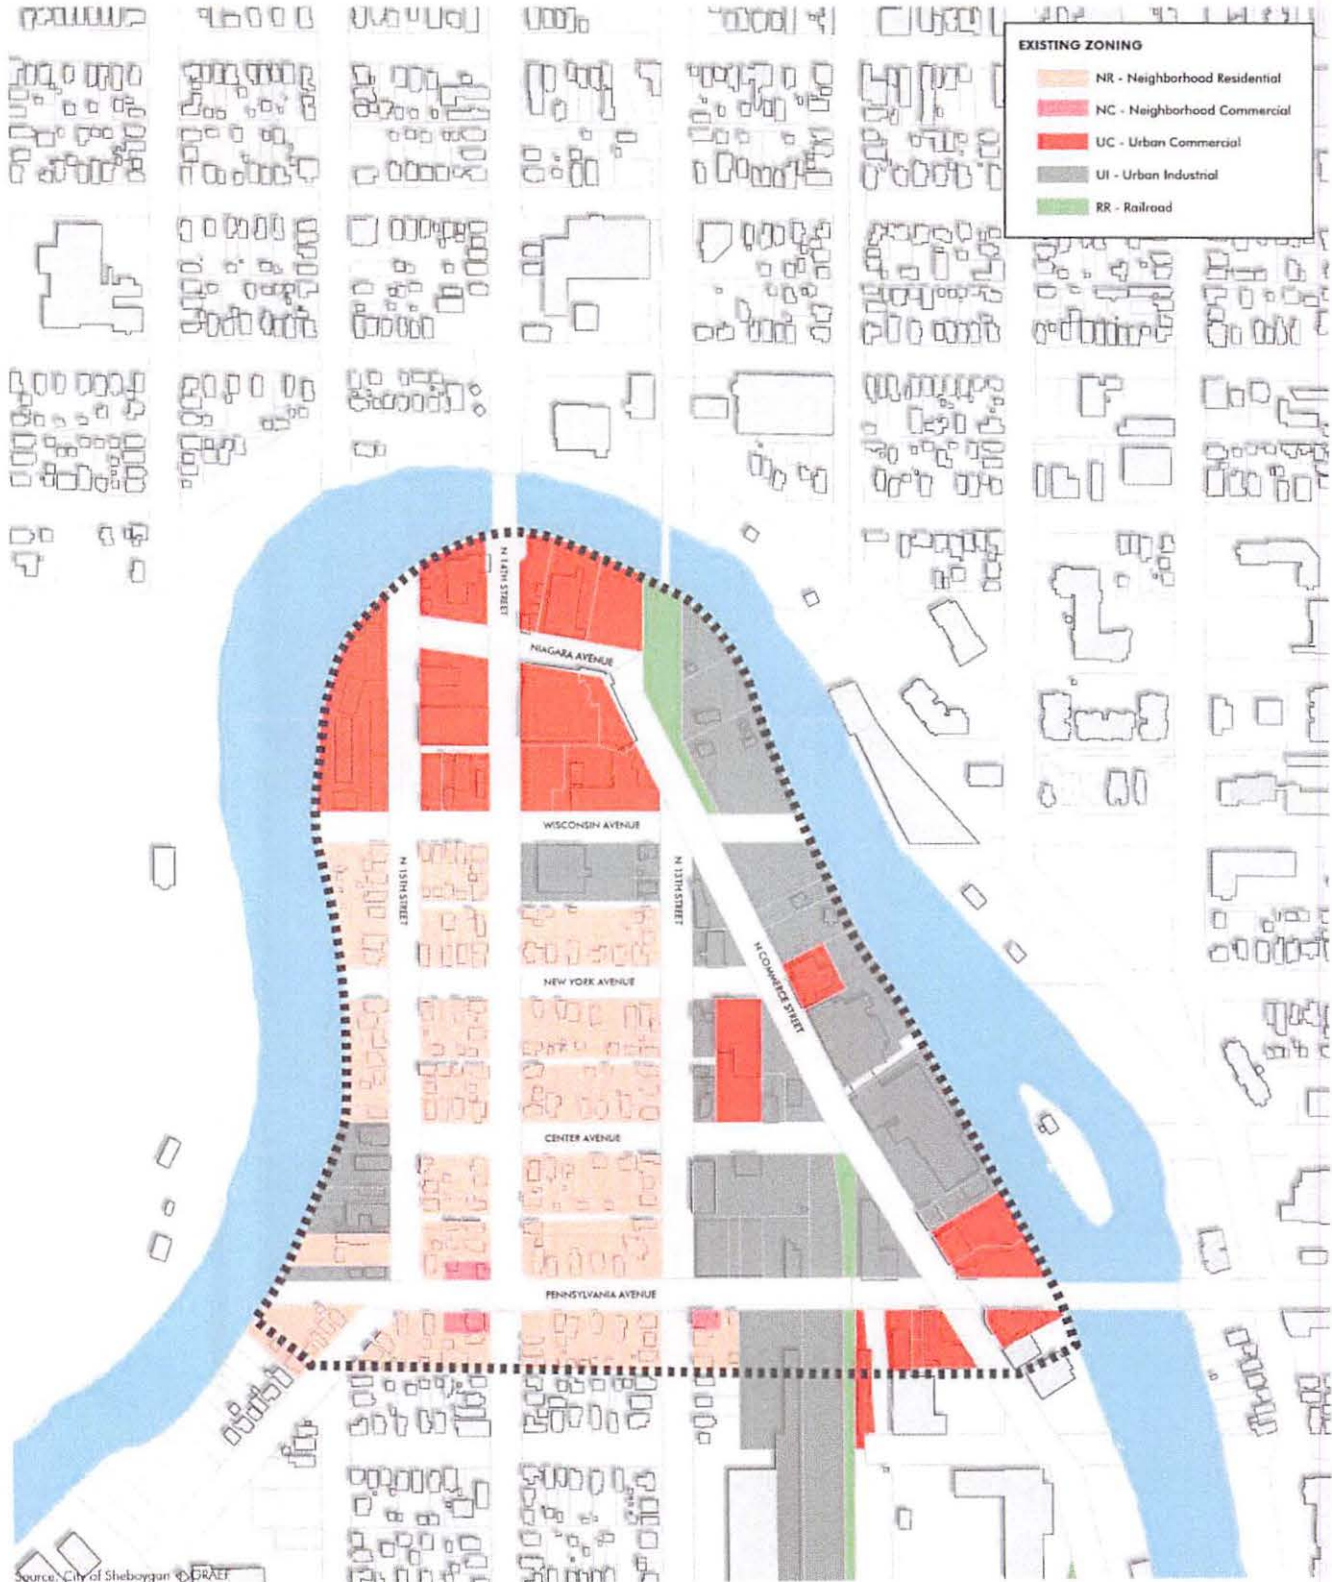 EXISTING ZONING
NR - Neighborhood Residential
NC - Neighborhood Commercial
UC - Urban Commercial
UI - Urban Industrial
RR - Railroad
N 14TH STREET
NIAGARA AVENUE
WISCONSIN AVENUE
N 15TH STREET
N 13TH STREET
N COMMERCE STREET
NEW YORK AVENUE
CENTER AVENUE
PENNSYLVANIA AVENUE
Source: City of Sheboygan & GRAEF